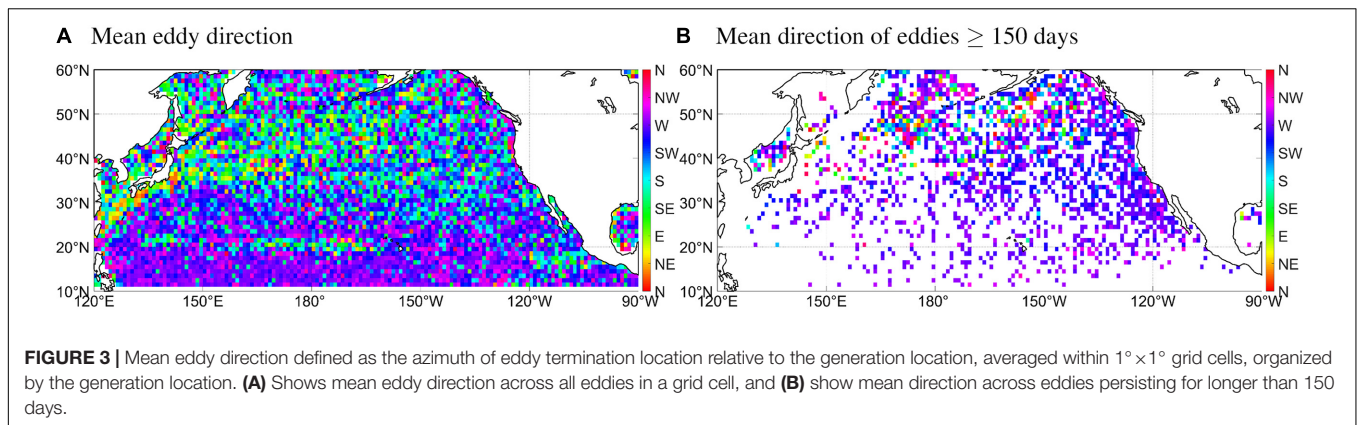 A Mean eddy direction
B Mean direction of eddies ≥ 150 days
60°N
50°N
40°N
30°N
20°N
10°N
120°E 150°E 180°E 150°W 120°W 90°W
N
NW
W
SW
S
SE
E
NE
N
60°N
50°N
40°N
30°N
20°N
10°N
120°E 150°E 180°E 150°W 120°W 90°W
N
NW
W
SW
S
SE
E
NE
N
FIGURE 3 | Mean eddy direction defined as the azimuth of eddy termination location relative to the generation location, averaged within 1°×1° grid cells, organized
by the generation location. (A) Shows mean eddy direction across all eddies in a grid cell, and (B) show mean direction across eddies persisting for longer than 150
days.